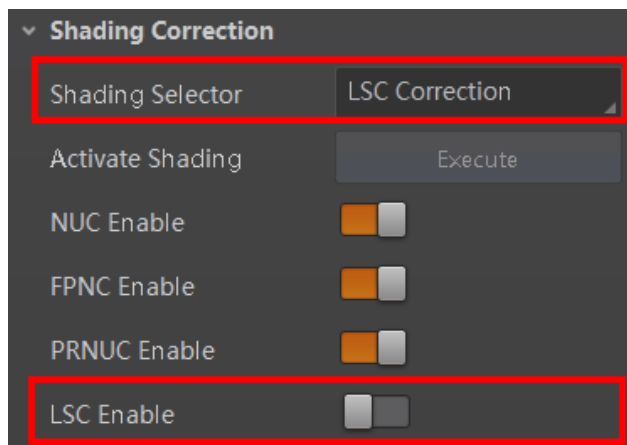 Shading Correction
Shading Selector LSC Correction
Activate Shading Execute
NUC Enable
FPNC Enable
PRNUC Enable
LSC Enable